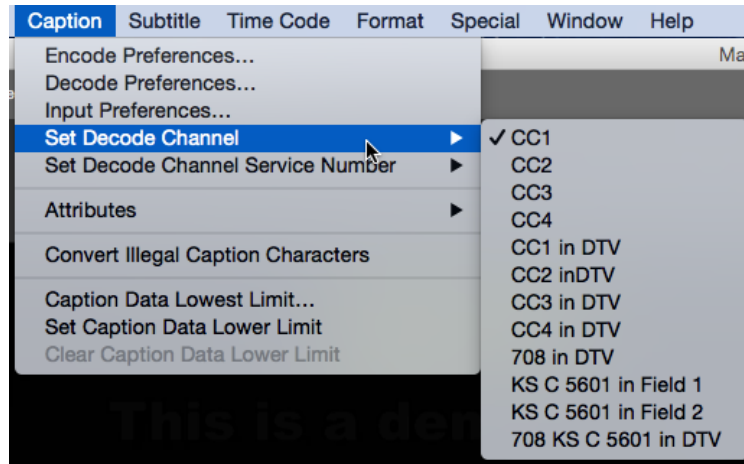 Caption Subtitle Time Code Format Special Window Help
Ma
Encode Preferences...
Decode Preferences...
Input Preferences...
Set Decode Channel
Set Decode Channel Service Number
Attributes
Convert Illegal Caption Characters
Caption Data Lowest Limit...
Set Caption Data Lower Limit
Clear Caption Data Lower Limit
✓ CC1
CC2
CC3
CC4
CC1 in DTV
CC2 inDTV
CC3 in DTV
CC4 in DTV
708 in DTV
KS C 5601 in Field 1
KS C 5601 in Field 2
708 KS C 5601 in DTV
This is a dem